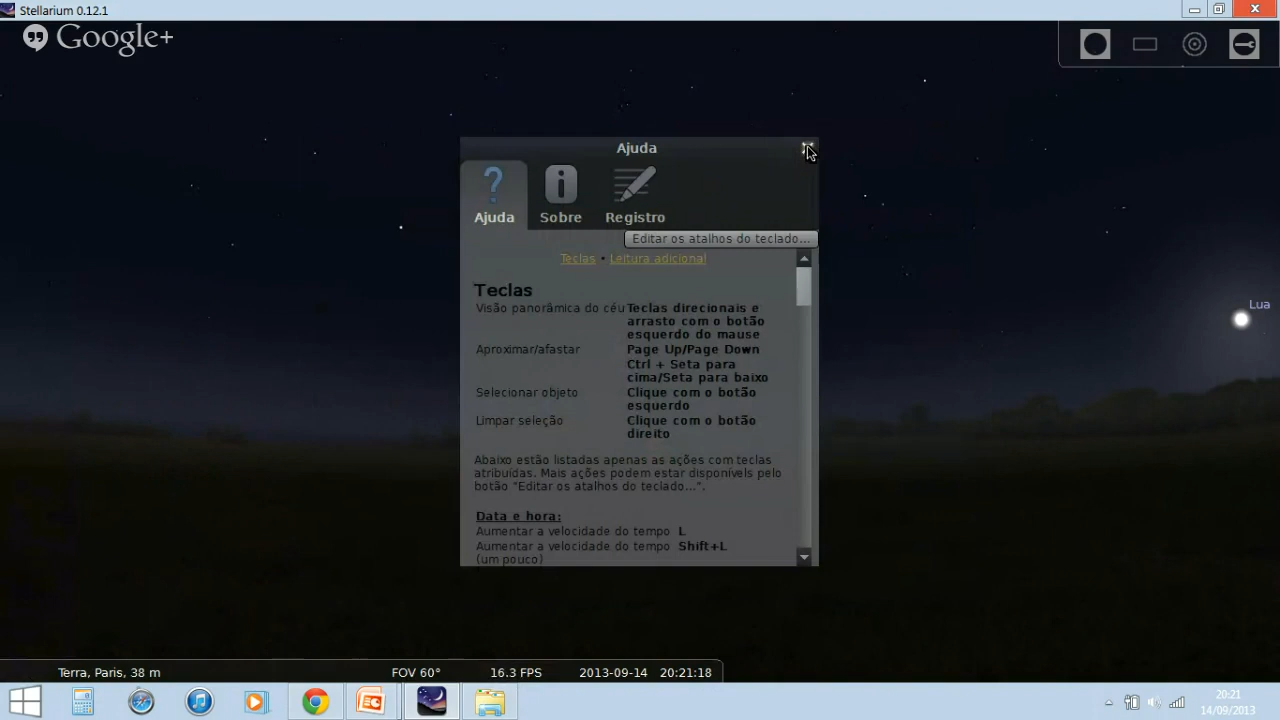 Stellarium 0.12.1
Google+
Ajuda
Ajuda
Sobre
Registro
Editar os atalhos do teclado...
Teclas • Leitura adicional
Teclas
Visão panorâmica do céu Teclas direcionais e
arrasto com o botão
esquerdo do mause
Aproximar/afastar Page Up/Page Down
Ctrl + Seta para
cima/Seta para baixo
Selecionar objeto Clique com o botão
esquerdo
Limpar seleção Clique com o botão
direito
Abaixo estão listadas apenas as ações com teclas
atribuídas. Mais ações podem estar disponíveis pelo
botão "Editar os atalhos do teclado...".
Data e hora:
Aumentar a velocidade do tempo L
Aumentar a velocidade do tempo Shift+L
(um pouco)
Lua
Terra, Paris, 38 m FOV 60° 16.3 FPS 2013-09-14 20:21:18
20:21
14/09/2013